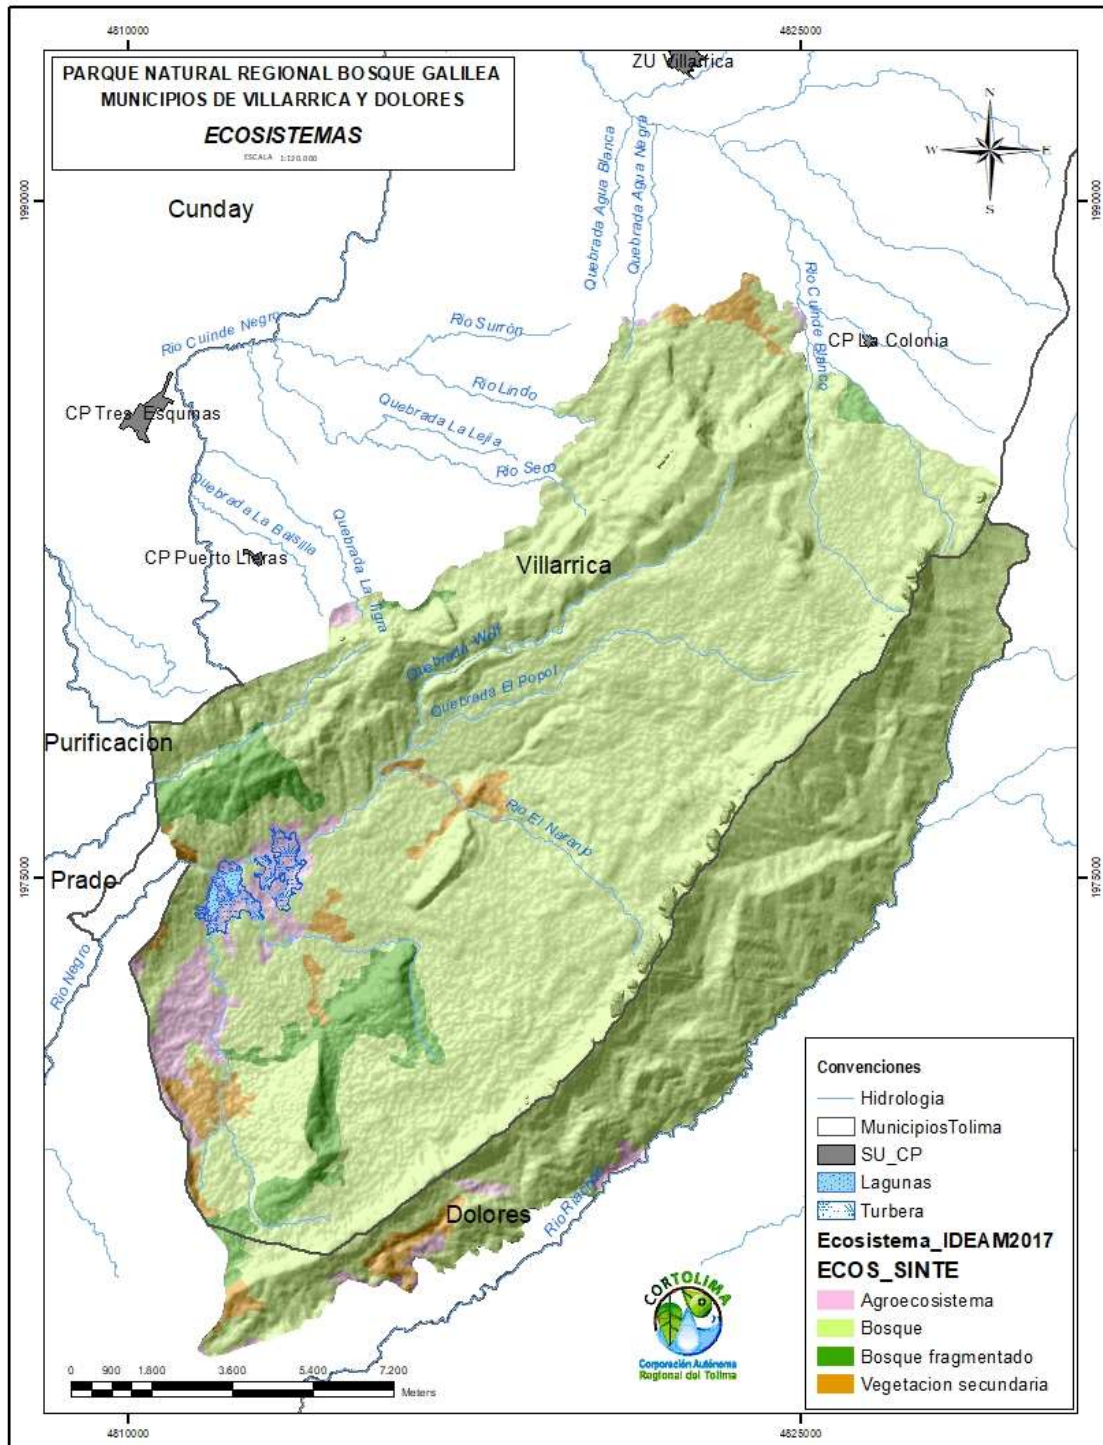 4810000
4825000
PARQUE NATURAL REGIONAL BOSQUE GALILEA
MUNICIPIOS DE VILLARRICA Y DOLORES
ECOSISTEMAS
ESCALA 1:120.000
ZU Villarrica
N
W
E
S
1990000
1990000
Cunday
Quebrada Agua Blanca
Quebrada Agua Negra
Rio Cuinde Blanco
Rio Cuinde Negro
Rio Surrón
CP La Colonia
Rio Lindo
CP Tres Esquinas
Quebrada La Lejia
Rio Seco
Quebrada La Balsilla
Quebrada La Tigra
CP Puerto Lleras
Villarrica
Quebrada Wolf
Quebrada El Popol
Purificacion
Rio El Naranjo
1975000
1975000
Prado
Rio Negro
Dolores
Convenciones
Hidrologia
MunicipiosTolima
SU_CP
Lagunas
Turbera
Ecosistema_IDEAM2017
ECOS_SINTE
Agroecosistema
Bosque
Bosque fragmentado
Vegetacion secundaria
CORTOLIMA
Corporación Autónoma
Regional del Tolima
0 900 1.800 3.600 5.400 7.200
Meters
4810000
4825000